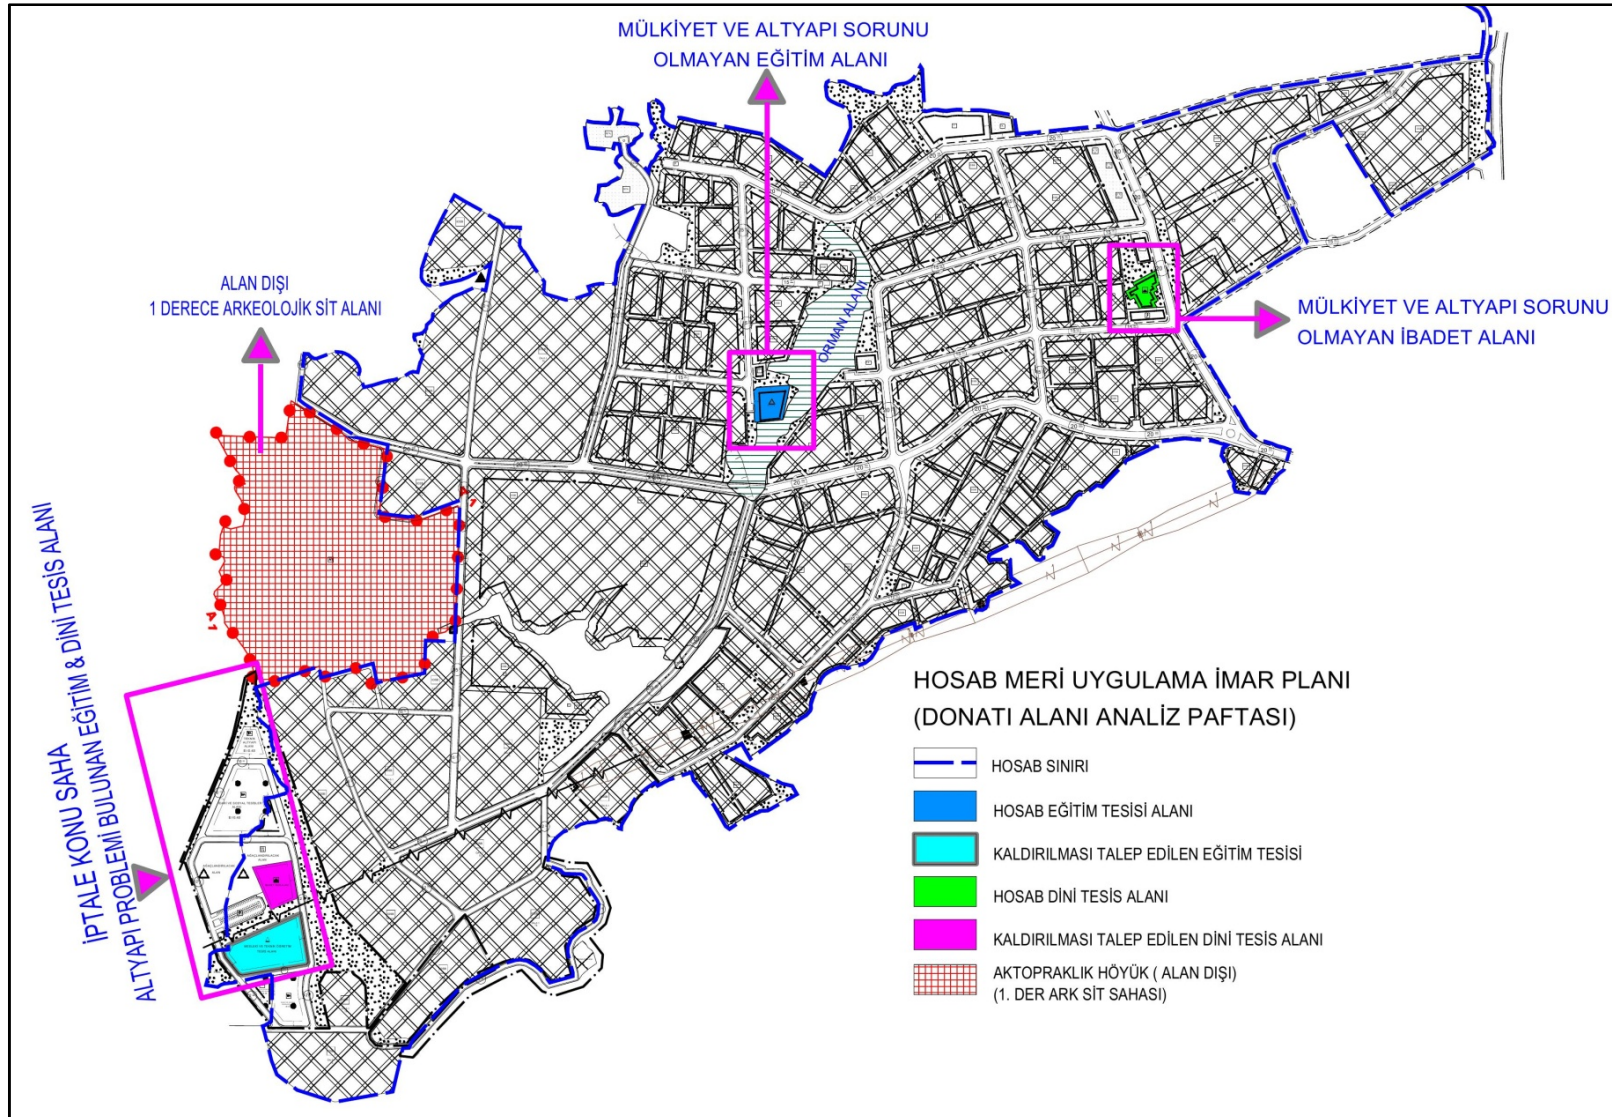 MÜLKİYET VE ALTYAPI SORUNU
OLMAYAN EĞİTİM ALANI
ALAN DIŞI
1 DERECE ARKEOLOJİK SİT ALANI
ORMAN ALANI
MÜLKİYET VE ALTYAPI SORUNU
OLMAYAN İBADET ALANI
A 1
A 1
İPTALE KONU SAHA
ALTYAPI PROBLEMİ BULUNAN EĞİTİM & DİNİ TESİS ALANI
HOSAB MERİ UYGULAMA İMAR PLANI
(DONATI ALANI ANALİZ PAFTASI)
HOSAB SINIRI
HOSAB EĞİTİM TESİSİ ALANI
KALDIRILMASI TALEP EDİLEN EĞİTİM TESİSİ
HOSAB DİNİ TESİS ALANI
KALDIRILMASI TALEP EDİLEN DİNİ TESİS ALANI
AKTOPRAKLIK HÖYÜK ( ALAN DIŞI)
(1. DER ARK SİT SAHASI)